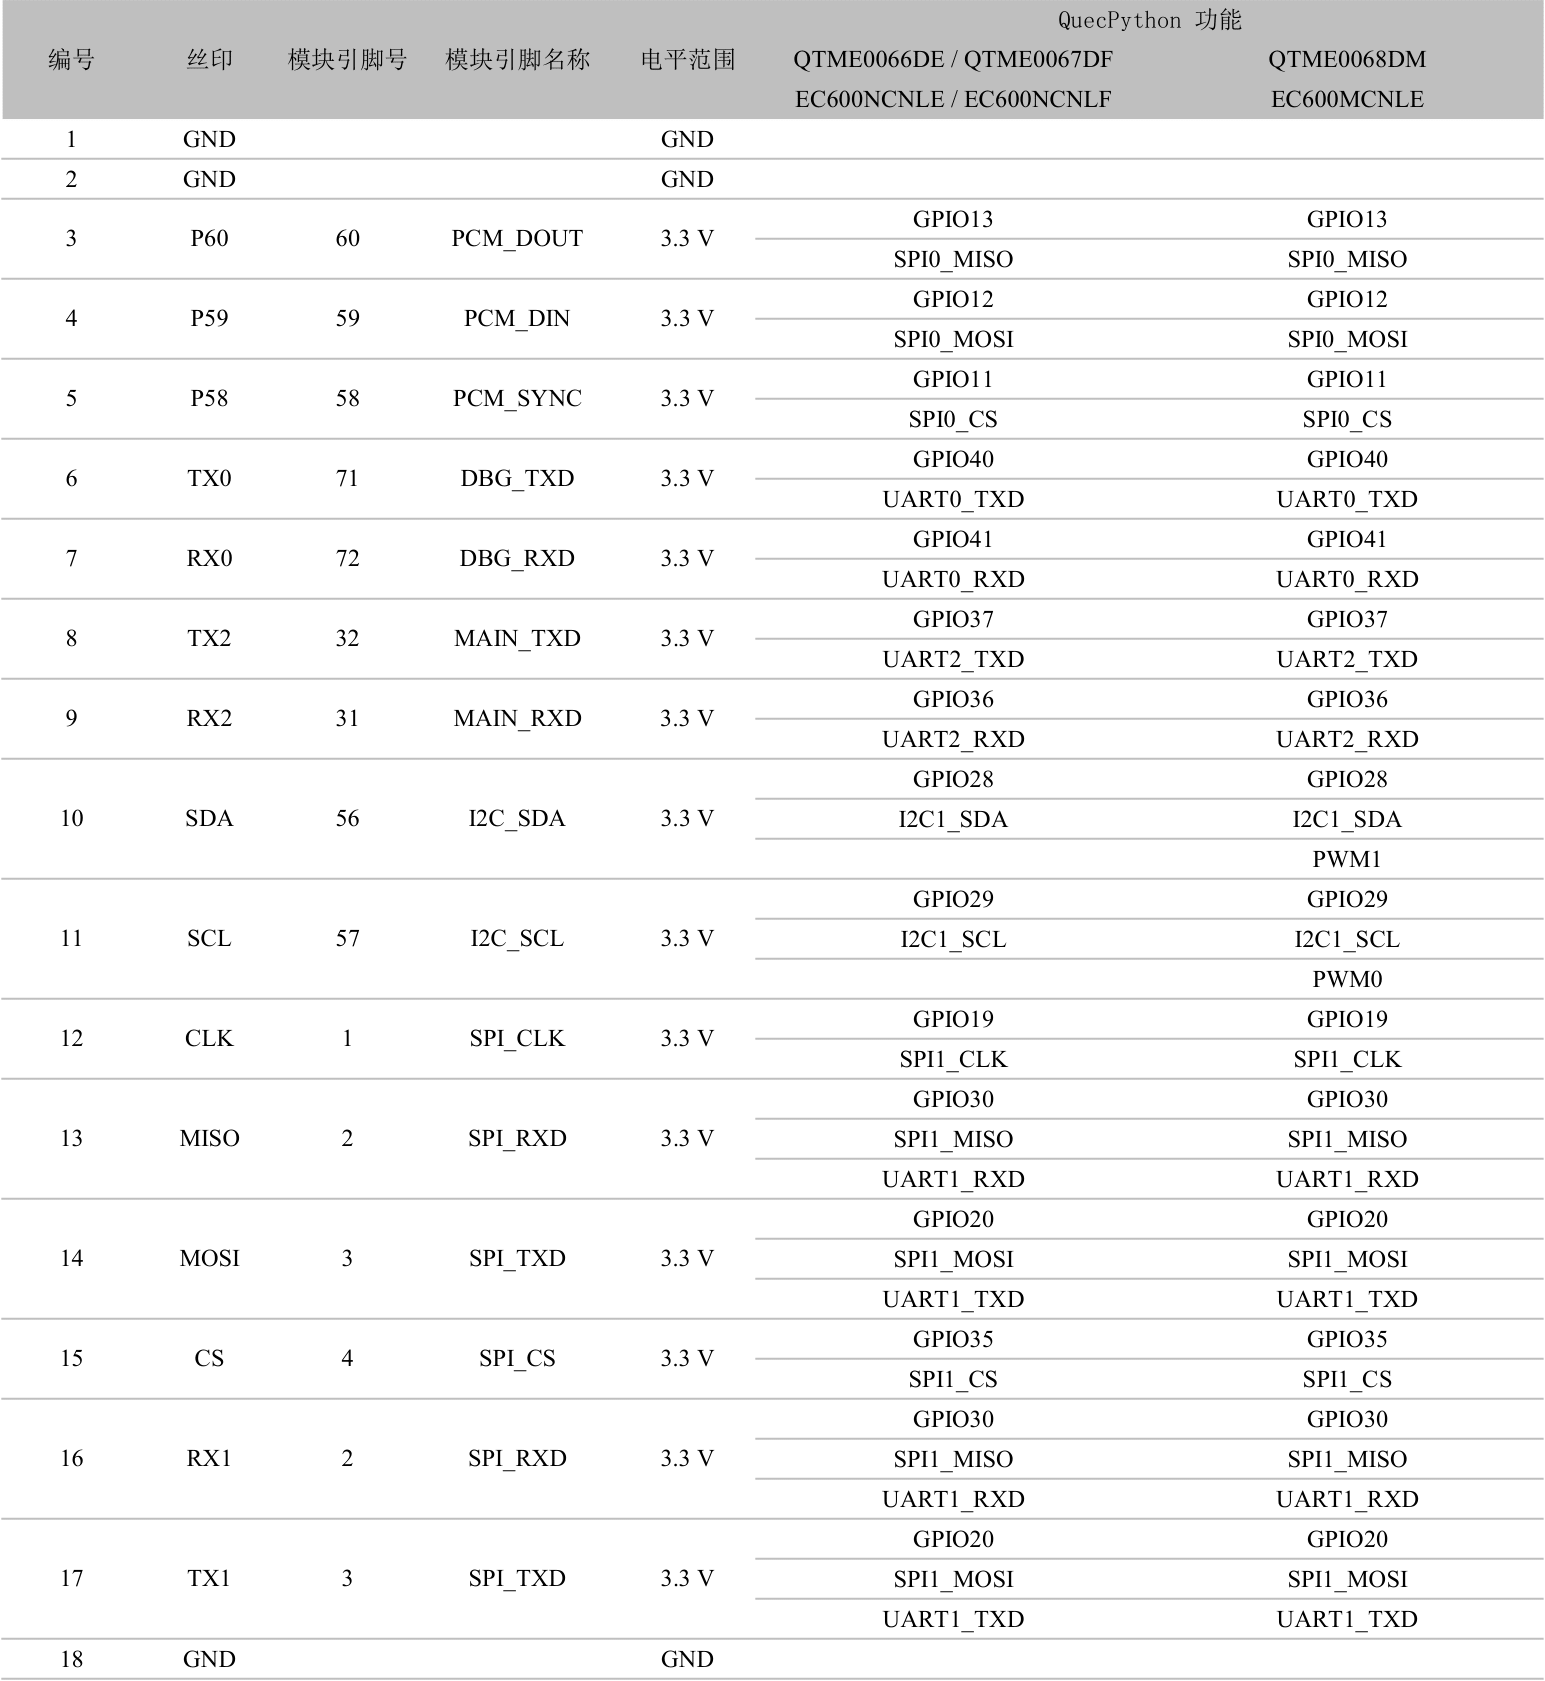 QuecPython 功能
编号 丝印 模块引脚号 模块引脚名称 电平范围 QTME0066DE / QTME0067DF QTME0068DM
EC600NCNLE / EC600NCNLF EC600MCNLE
1 GND GND
2 GND GND
GPIO13 GPIO13
3 P60 60 PCM_DOUT 3.3 V
SPI0_MISO SPI0_MISO
GPIO12 GPIO12
4 P59 59 PCM_DIN 3.3 V
SPI0_MOSI SPI0_MOSI
GPIO11 GPIO11
5 P58 58 PCM_SYNC 3.3 V
SPI0_CS SPI0_CS
GPIO40 GPIO40
6 TX0 71 DBG_TXD 3.3 V
UART0_TXD UART0_TXD
GPIO41 GPIO41
7 RX0 72 DBG_RXD 3.3 V
UART0_RXD UART0_RXD
GPIO37 GPIO37
8 TX2 32 MAIN_TXD 3.3 V
UART2_TXD UART2_TXD
GPIO36 GPIO36
9 RX2 31 MAIN_RXD 3.3 V
UART2_RXD UART2_RXD
GPIO28 GPIO28
10 SDA 56 I2C_SDA 3.3 V I2C1_SDA I2C1_SDA
PWM1
GPIO29 GPIO29
11 SCL 57 I2C_SCL 3.3 V I2C1_SCL I2C1_SCL
PWM0
GPIO19 GPIO19
12 CLK 1 SPI_CLK 3.3 V
SPI1_CLK SPI1_CLK
GPIO30 GPIO30
13 MISO 2 SPI_RXD 3.3 V SPI1_MISO SPI1_MISO
UART1_RXD UART1_RXD
GPIO20 GPIO20
14 MOSI 3 SPI_TXD 3.3 V SPI1_MOSI SPI1_MOSI
UART1_TXD UART1_TXD
GPIO35 GPIO35
15 CS 4 SPI_CS 3.3 V
SPI1_CS SPI1_CS
GPIO30 GPIO30
16 RX1 2 SPI_RXD 3.3 V SPI1_MISO SPI1_MISO
UART1_RXD UART1_RXD
GPIO20 GPIO20
17 TX1 3 SPI_TXD 3.3 V SPI1_MOSI SPI1_MOSI
UART1_TXD UART1_TXD
18 GND GND